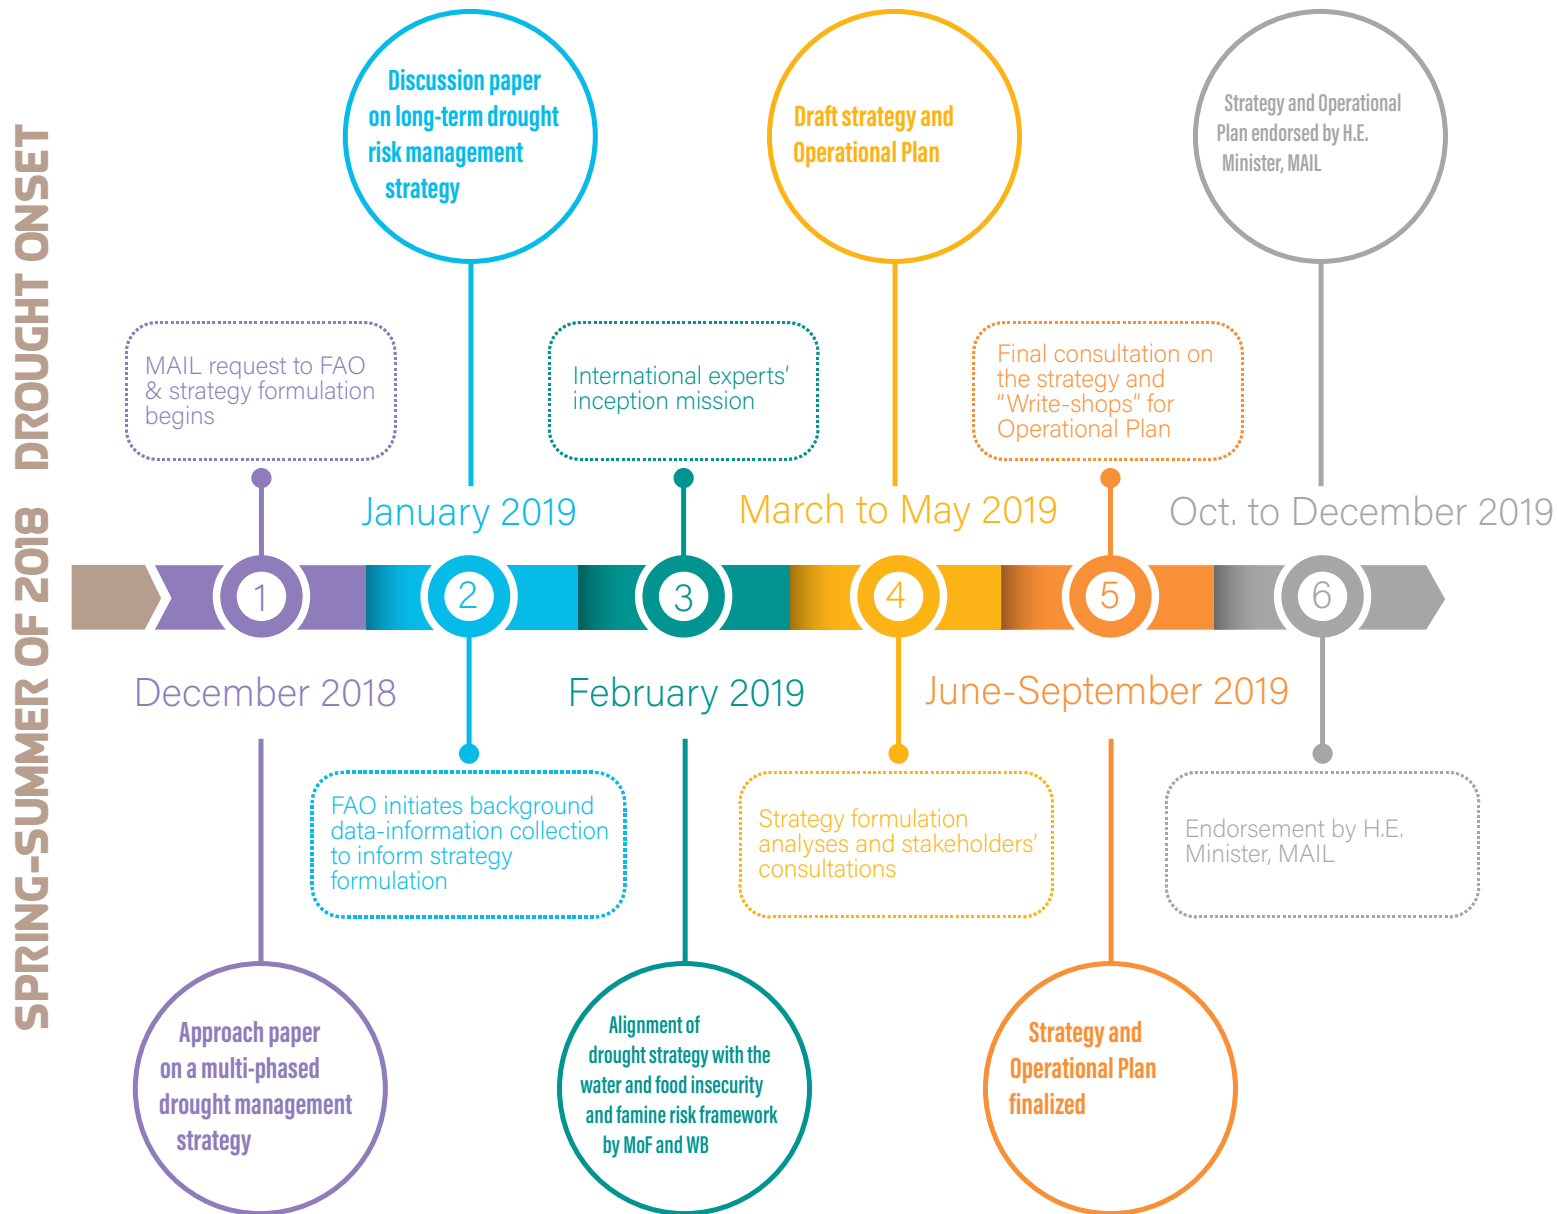 SPRING-SUMMER OF 2018 DROUGHT ONSET
Discussion paper
on long-term drought
risk management
strategy
Draft strategy and
Operational Plan
Strategy and Operational
Plan endorsed by H.E.
Minister, MAIL
MAIL request to FAO
& strategy formulation
begins
International experts’
inception mission
Final consultation on
the strategy and
“Write-shops” for
Operational Plan
January 2019
March to May 2019
Oct. to December 2019
1
2
3
4
5
6
December 2018
February 2019
June-September 2019
FAO initiates background
data-information collection
to inform strategy
formulation
Strategy formulation
analyses and stakeholders’
consultations
Endorsement by H.E.
Minister, MAIL
Approach paper
on a multi-phased
drought management
strategy
Alignment of
drought strategy with the
water and food insecurity
and famine risk framework
by MoF and WB
Strategy and
Operational Plan
finalized